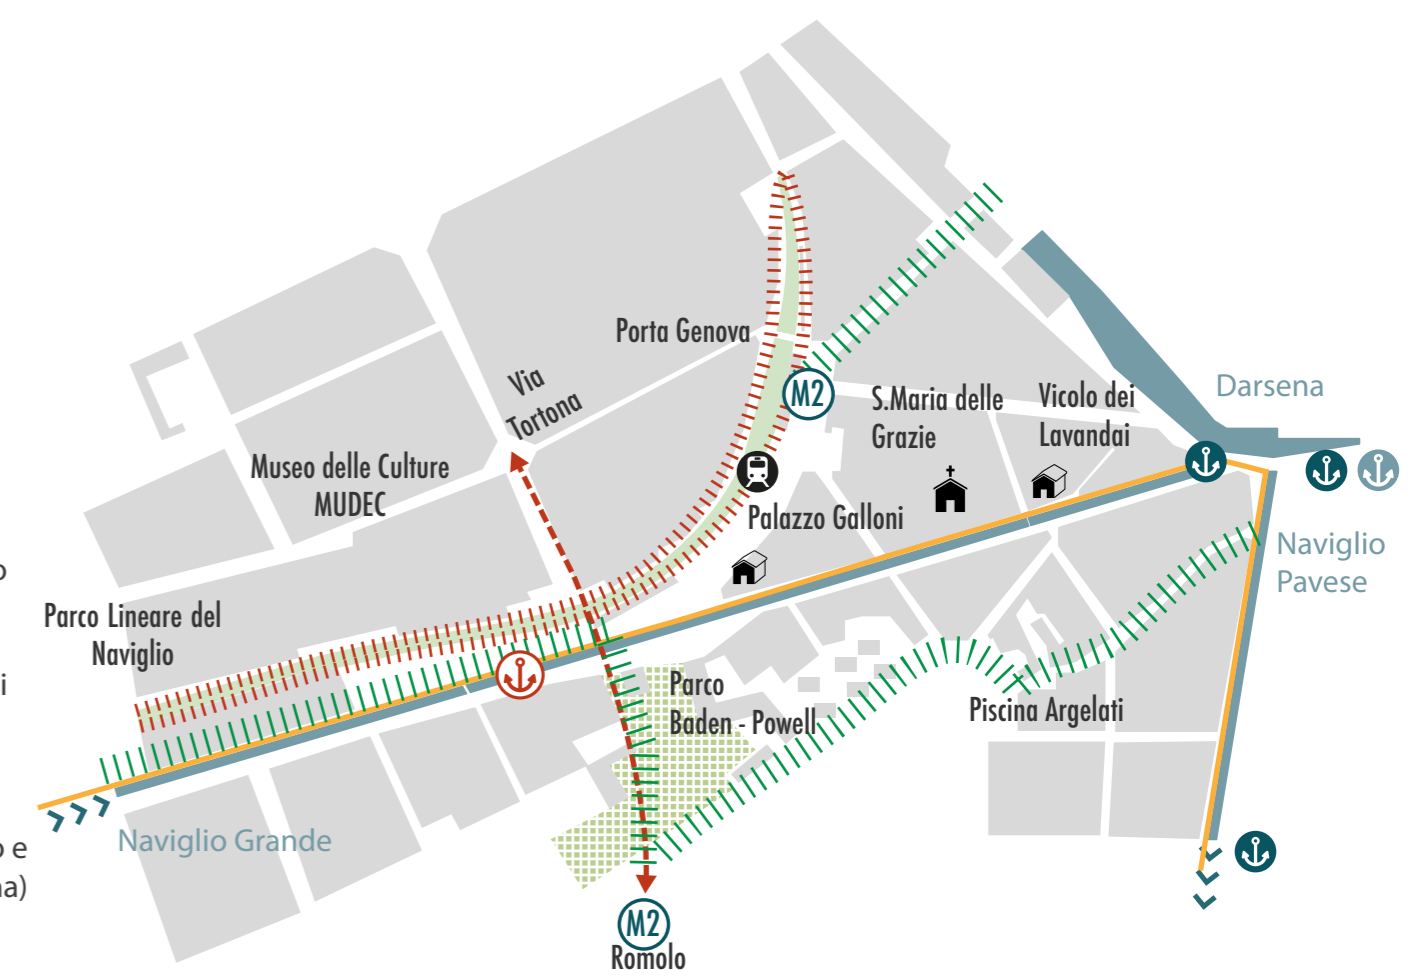 Porta Genova
M2
Via
Tortona
S.Maria delle
Grazie
Vicolo dei
Lavandai
Darsena
Museo delle Culture
MUDEC
Palazzo Galloni
Naviglio
Pavese
o
Parco Lineare del
Naviglio
i
Parco
Baden - Powell
Piscina Argelati
Naviglio Grande
o e
na)
M2
Romolo